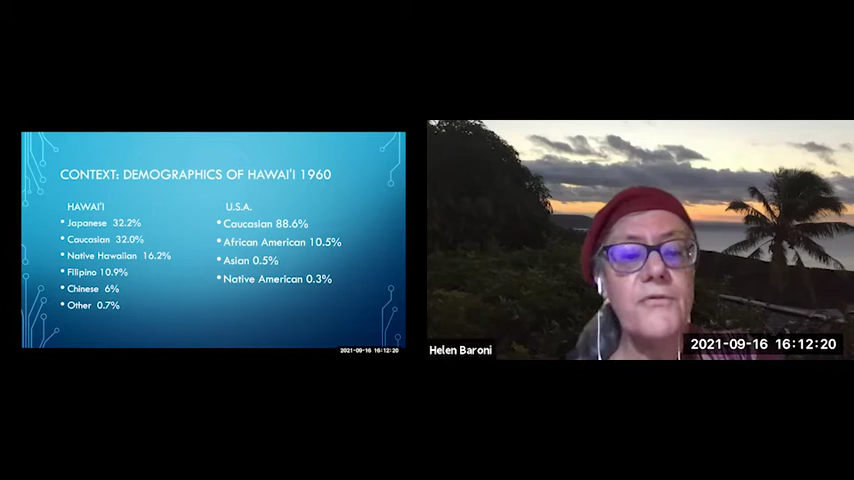 CONTEXT: DEMOGRAPHICS OF HAWAI'I 1960
HAWAI'I
Japanese 32.2%
Caucasian 32.0%
Native Hawaiian 16.2%
Filipino 10.9%
Chinese 6%
Other 0.7%
U.S.A.
Caucasian 88.6%
African American 10.5%
Asian 0.5%
Native American 0.3%
2021-09-16 16:12:20
Helen Baroni
2021-09-16 16:12:20